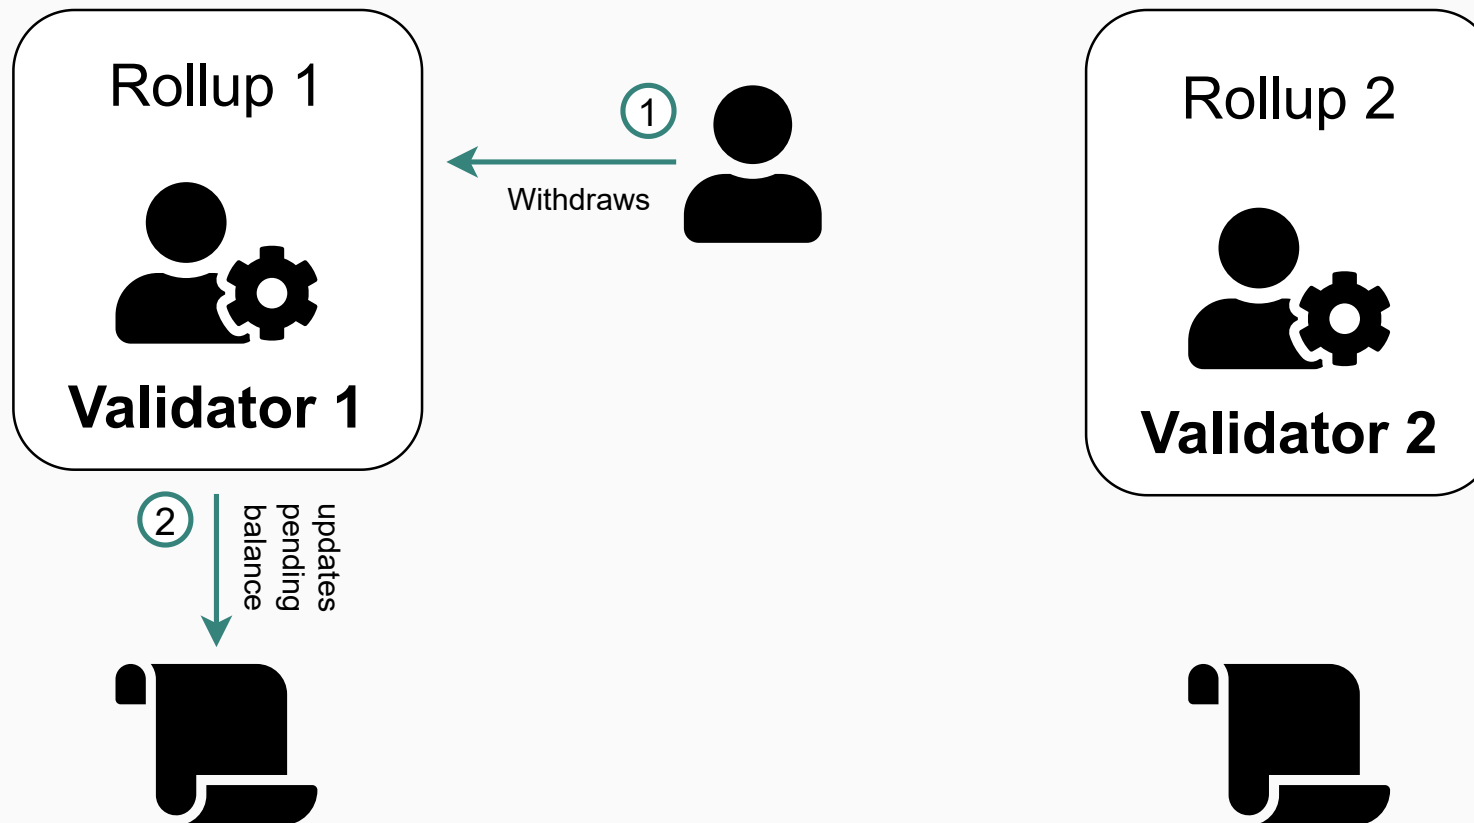 Rollup 1
Validator 1
1
Withdraws
Rollup 2
Validator 2
2
updates
pending
balance